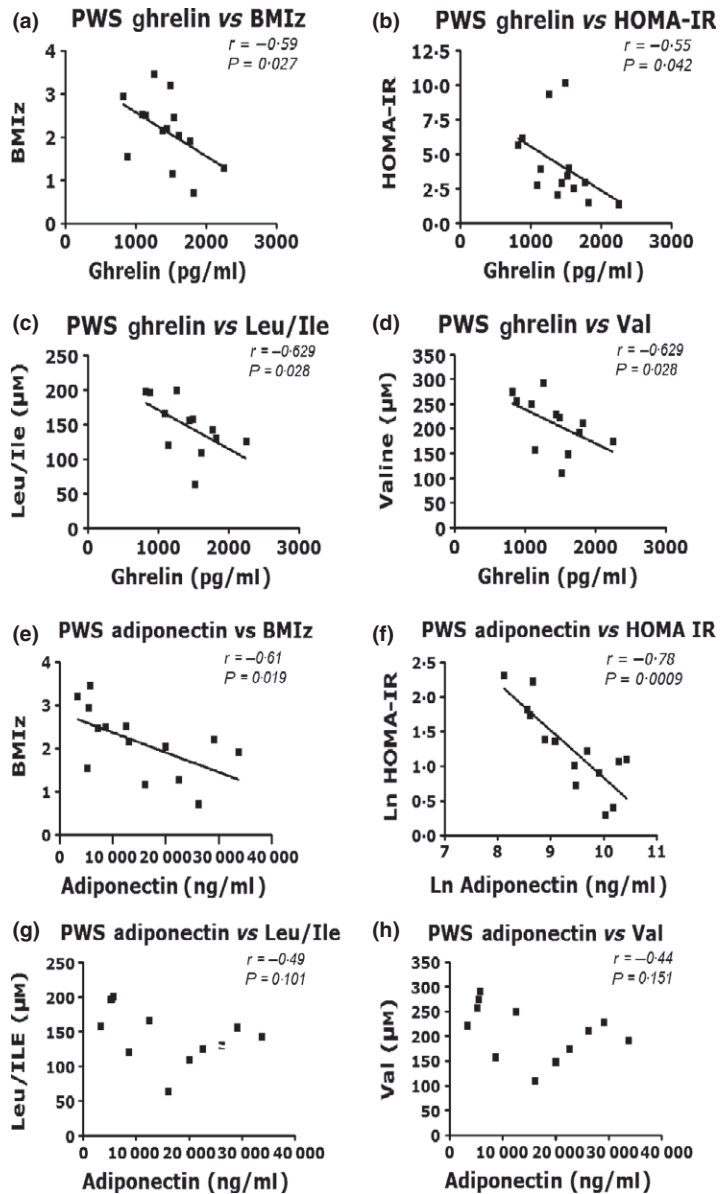 (a) PWS ghrelin vs BMIz
r = −0·59
P = 0·027
4
3
2
1
0
BMIz
0 1000 2000 3000
Ghrelin (pg/ml)
(b) PWS ghrelin vs HOMA-IR
r = −0·55
P = 0·042
12·5
10·0
7·5
5·0
2·5
0·0
HOMA-IR
0 1000 2000 3000
Ghrelin (pg/ml)
(c) PWS ghrelin vs Leu/Ile
r = −0·629
P = 0·028
250
200
150
100
50
0
Leu/Ile (μM)
0 1000 2000 3000
Ghrelin (pg/ml)
(d) PWS ghrelin vs Val
r = −0·629
P = 0·028
350
300
250
200
150
100
50
0
Valine (μM)
0 1000 2000 3000
Ghrelin (pg/ml)
(e) PWS adiponectin vs BMIz
r = −0·61
P = 0·019
4
3
2
1
0
BMIz
0 10 000 20 000 30 000 40 000
Adiponectin (ng/ml)
(f) PWS adiponectin vs HOMA IR
r = −0·78
P = 0·0009
2·5
2·0
1·5
1·0
0·5
0·0
Ln HOMA-IR
7 8 9 10 11
Ln Adiponectin (ng/ml)
(g) PWS adiponectin vs Leu/Ile
r = −0·49
P = 0·101
250
200
150
100
50
0
Leu/ILE (μM)
0 10 000 20 000 30 000 40 000
Adiponectin (ng/ml)
(h) PWS adiponectin vs Val
r = −0·44
P = 0·151
350
300
250
200
150
100
50
0
Val (μM)
0 10 000 20 000 30 000 40 000
Adiponectin (ng/ml)